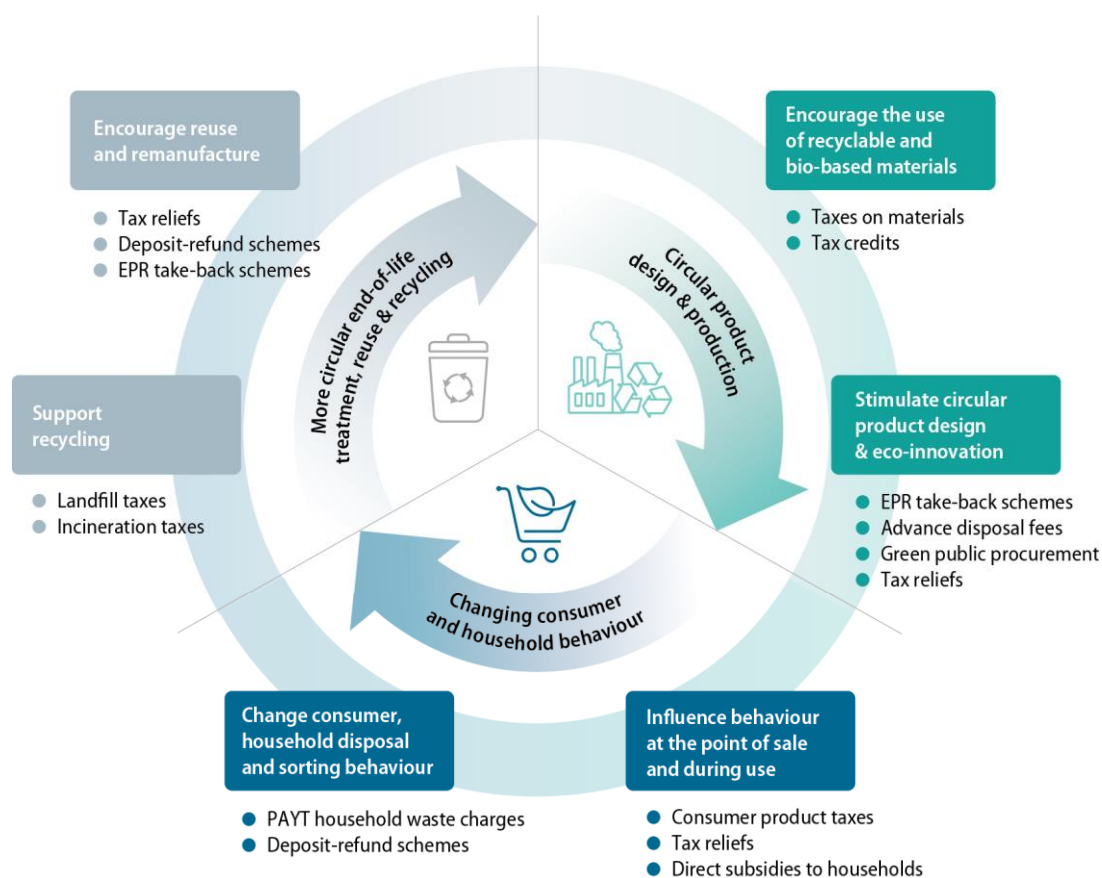 Encourage reuse
and remanufacture
Tax reliefs
Deposit-refund schemes
EPR take-back schemes
Encourage the use
of recyclable and
bio-based materials
Taxes on materials
Tax credits
More circular end-of-life
treatment, reuse & recycling
Circular product
design & production
Support
recycling
Landfill taxes
Incineration taxes
Stimulate circular
product design
& eco-innovation
EPR take-back schemes
Advance disposal fees
Green public procurement
Tax reliefs
Changing consumer
and household behaviour
Change consumer,
household disposal
and sorting behaviour
PAYT household waste charges
Deposit-refund schemes
Influence behaviour
at the point of sale
and during use
Consumer product taxes
Tax reliefs
Direct subsidies to households